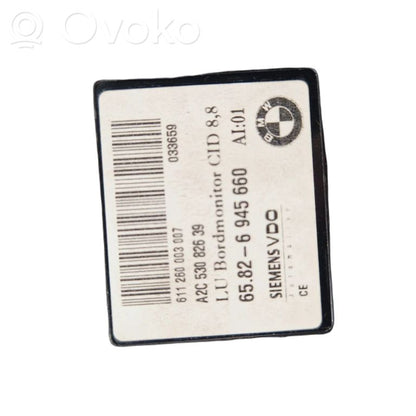 Ovoko
033659
611 260 003 007
A2C 530 826 39
LU Bordmonitor CID 8,8
65.82-6 945 660 AI:01
SIEMENS VDO
CE
BMW